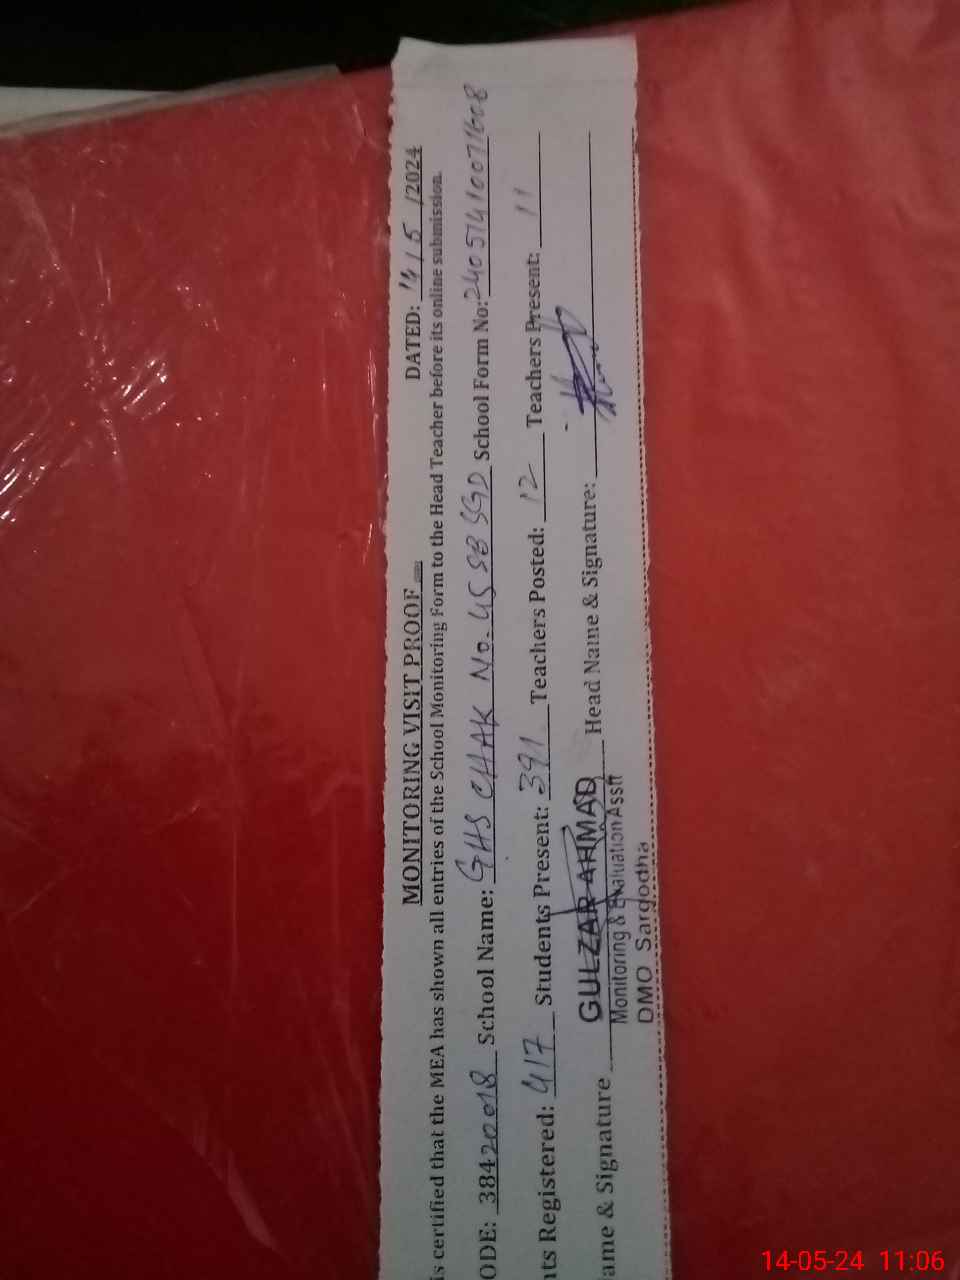 MONITORING VISIT PROOF DATED: 14/5/2024
is certified that the MEA has shown all entries of the School Monitoring Form to the Head Teacher before its online submission.
ODE: 38420018 School Name: GHS CHAK No. 45 SB SGD School Form No: 24051410071608
nts Registered: 417 Students Present: 391 Teachers Posted: 12 Teachers Present: 11
ame & Signature GULZAR AHMAD Head Name & Signature:
Monitoring & Evaluation Asstt
DMO Sargodha
14-05-24 11:06